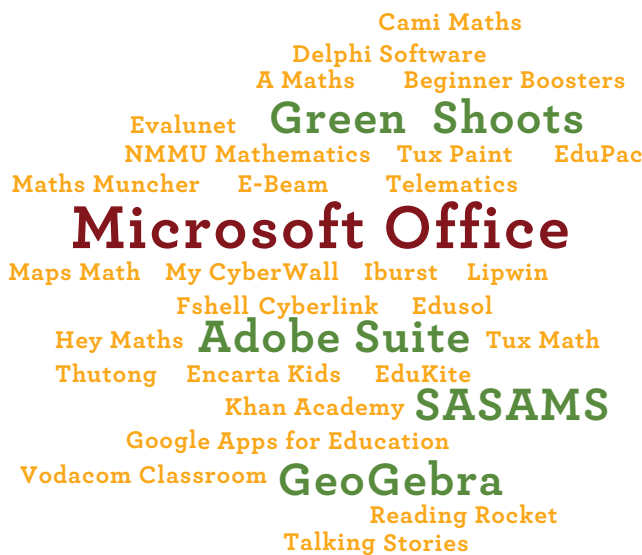 Cami Maths
Delphi Software
A Maths Beginner Boosters
Evalunet Green Shoots
NMMU Mathematics Tux Paint EduPac
Maths Muncher E-Beam Telematics
Microsoft Office
Maps Math My CyberWall Iburst Lipwin
Fshell Cyberlink Edusol
Hey Maths Adobe Suite Tux Math
Thutong Encarta Kids EduKite
Khan Academy SASAMS
Google Apps for Education
Vodacom Classroom GeoGebra
Reading Rocket
Talking Stories